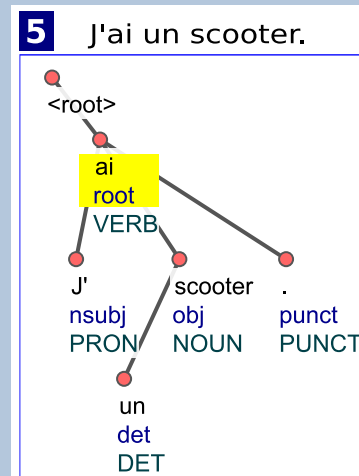 5 J'ai un scooter.
<root>
ai
root
VERB
J' scooter .
nsubj obj punct
PRON NOUN PUNCT
un
det
DET